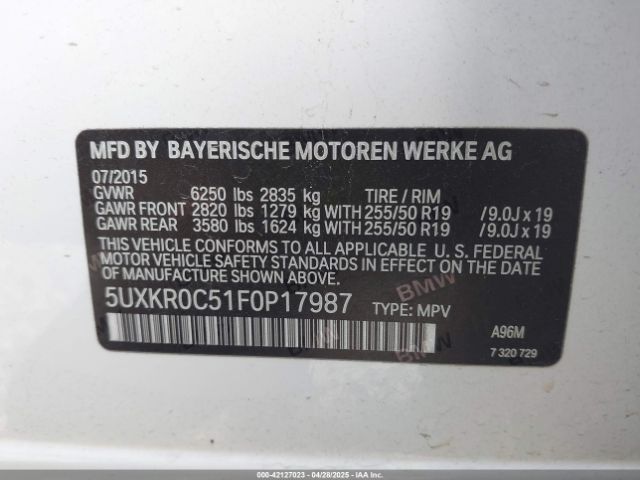 MFD BY BAYERISCHE MOTOREN WERKE AG
07/2015
GVWR 6250 lbs 2835 kg TIRE / RIM
GAWR FRONT 2820 lbs 1279 kg WITH 255/50 R19 /9.0J x 19
GAWR REAR 3580 lbs 1624 kg WITH 255/50 R19 /9.0J x 19
THIS VEHICLE CONFORMS TO ALL APPLICABLE U. S. FEDERAL
MOTOR VEHICLE SAFETY STANDARDS IN EFFECT ON THE DATE OF
MANUFACTURE SHOWN ABOVE.
5UXKR0C51F0P17987 TYPE: MPV
BMW
BMW
A96M
7 320 729
000-42127023 04/28/2025 IAAI.com